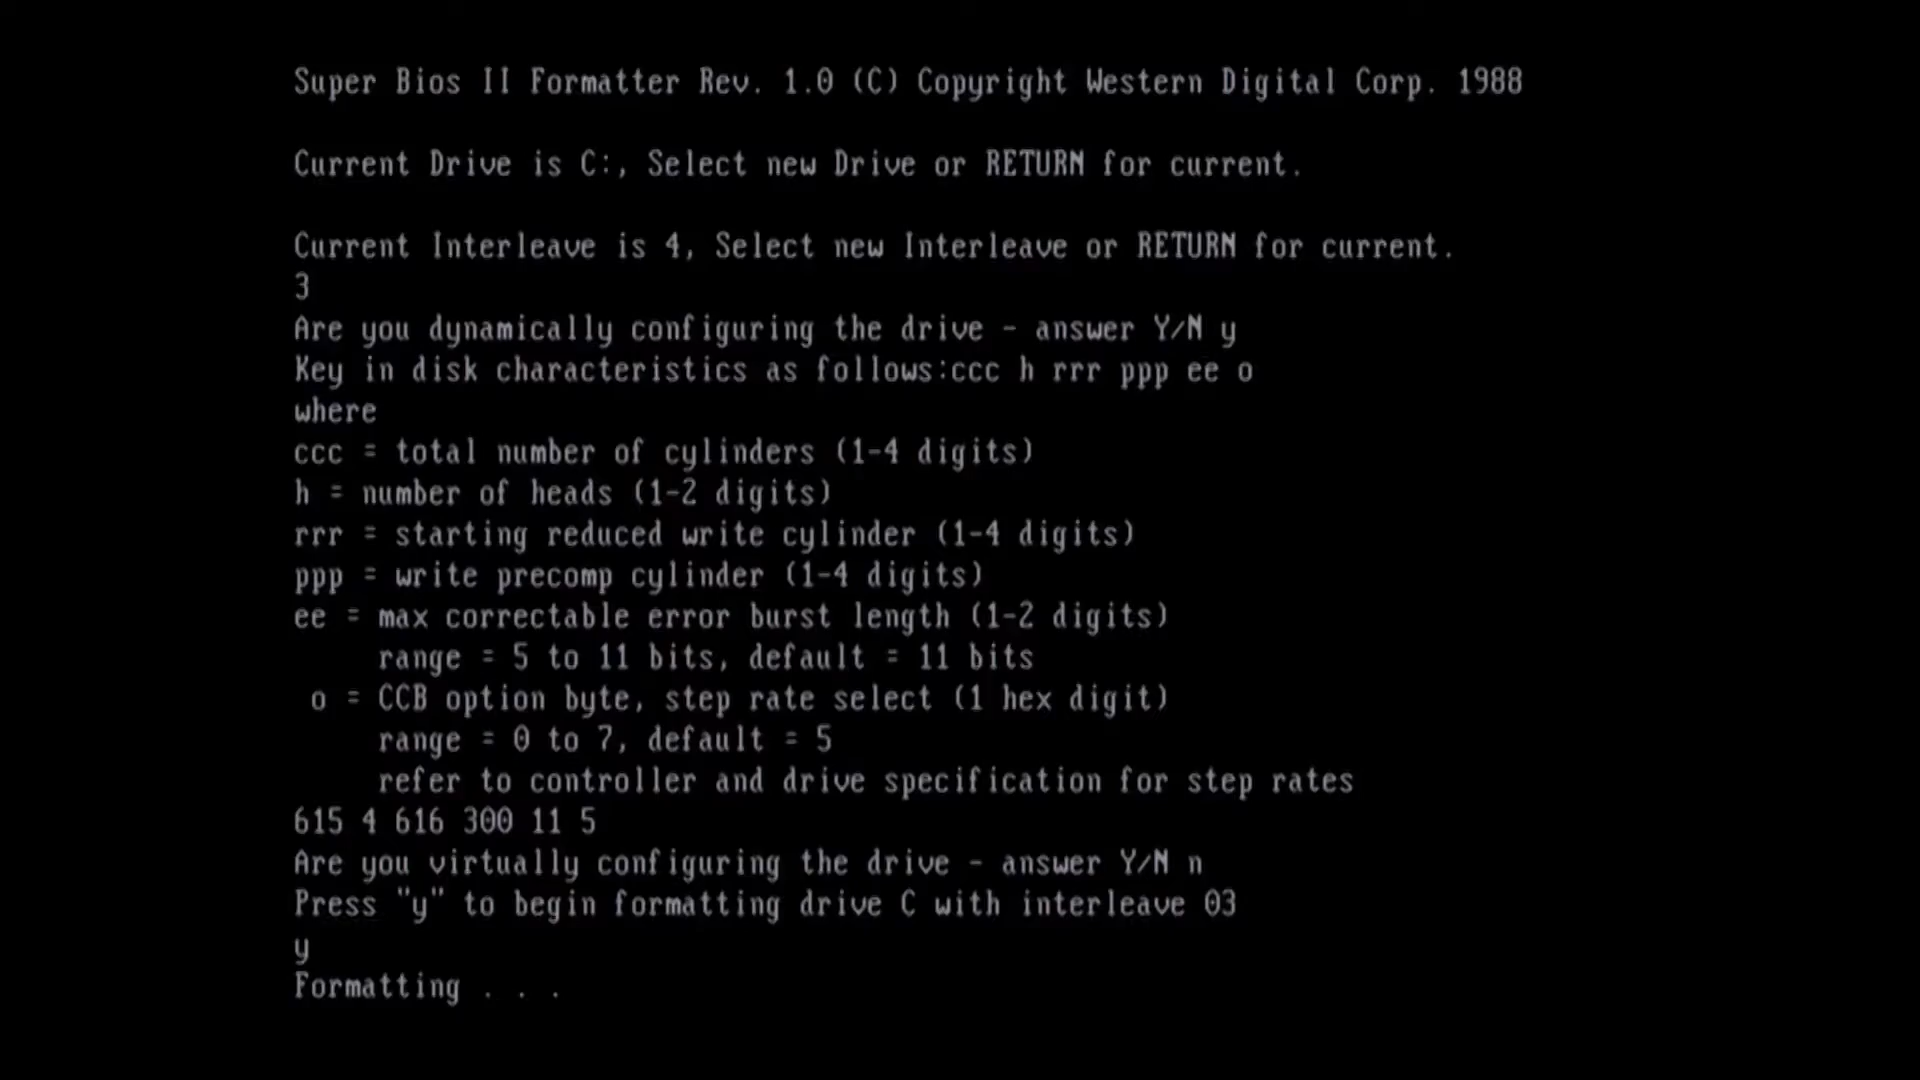 Super Bios II Formatter Rev. 1.0 (C) Copyright Western Digital Corp. 1988
Current Drive is C:, Select new Drive or RETURN for current.
Current Interleave is 4, Select new Interleave or RETURN for current.
3
Are you dynamically configuring the drive - answer Y/N y
Key in disk characteristics as follows:ccc h rrr ppp ee o
where
ccc = total number of cylinders (1-4 digits)
h = number of heads (1-2 digits)
rrr = starting reduced write cylinder (1-4 digits)
ppp = write precomp cylinder (1-4 digits)
ee = max correctable error burst length (1-2 digits)
range = 5 to 11 bits, default = 11 bits
o = CCB option byte, step rate select (1 hex digit)
range = 0 to 7, default = 5
refer to controller and drive specification for step rates
615 4 616 300 11 5
Are you virtually configuring the drive - answer Y/N n
Press "y" to begin formatting drive C with interleave 03
y
Formatting . . .